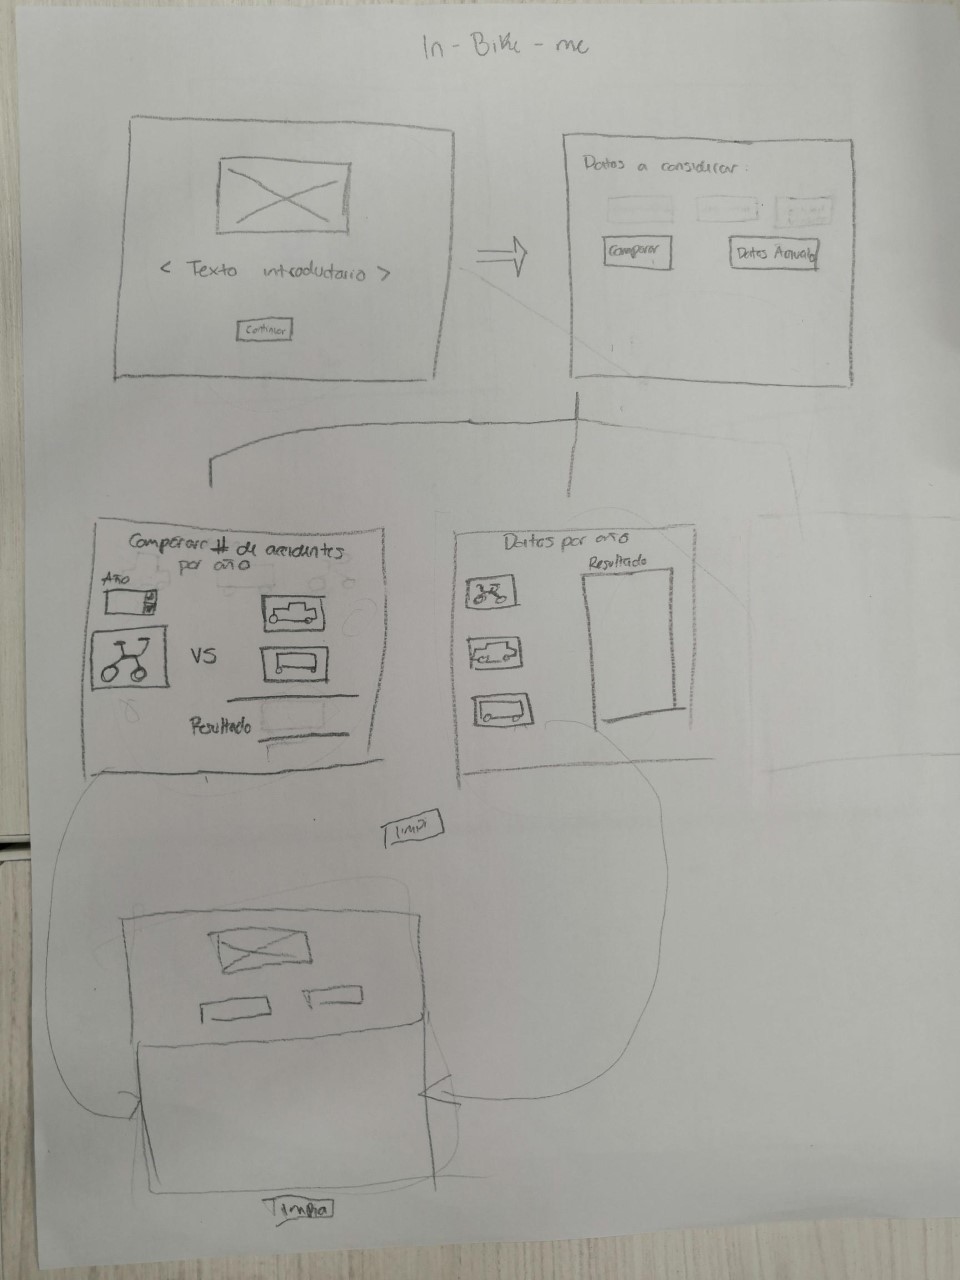 In - Bike - me
< Texto introductorio >
Continuar
Datos a considerar:
Comparar
Datos Anuales
Comparar # de accidentes
por año
Año
VS
Resultado
Datos por año
Resultado
Limpia